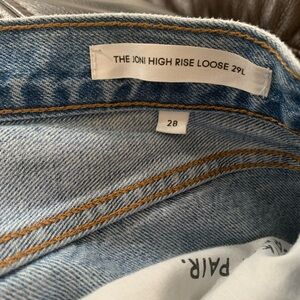 THE JONI HIGH RISE LOOSE 29L
28
PAIR.